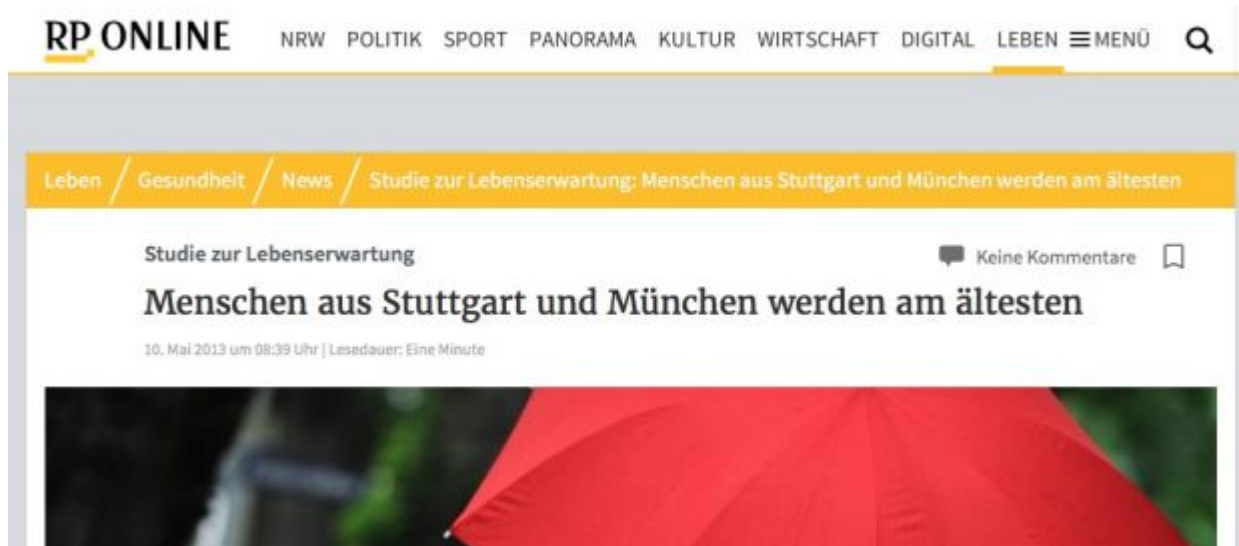 RP ONLINE NRW POLITIK SPORT PANORAMA KULTUR WIRTSCHAFT DIGITAL LEBEN MENÜ
Leben / Gesundheit / News / Studie zur Lebenserwartung: Menschen aus Stuttgart und München werden am ältesten
Studie zur Lebenserwartung Keine Kommentare
Menschen aus Stuttgart und München werden am ältesten
10. Mai 2013 um 08:39 Uhr | Lesedauer: Eine Minute